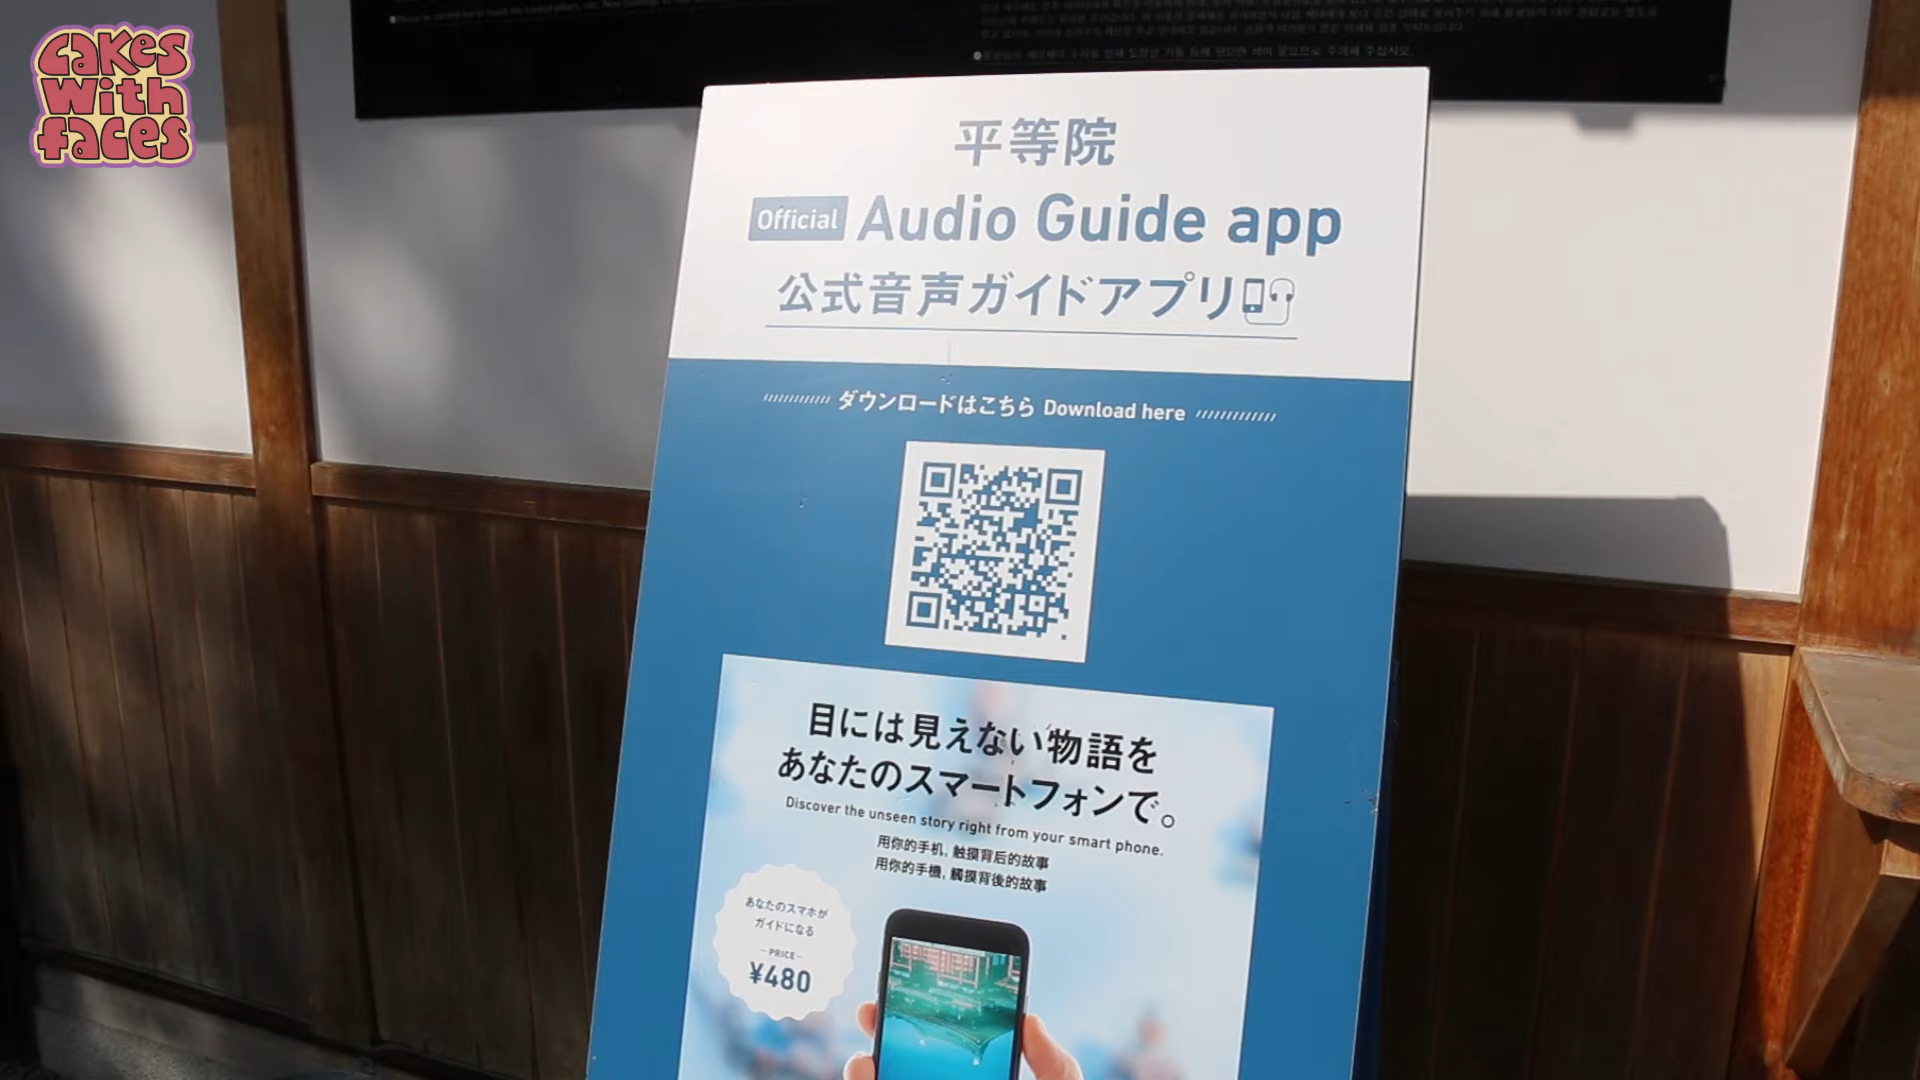 cakes
with
faces
平等院
Official Audio Guide app
公式音声ガイドアプリ
ダウンロードはこちら Download here
目には見えない物語を
あなたのスマートフォンで。
Discover the unseen story right from your smart phone.
用你的手机, 触摸背后的故事
用你的手機, 觸摸背後的故事
あなたのスマホが
ガイドになる
–PRICE–
¥480